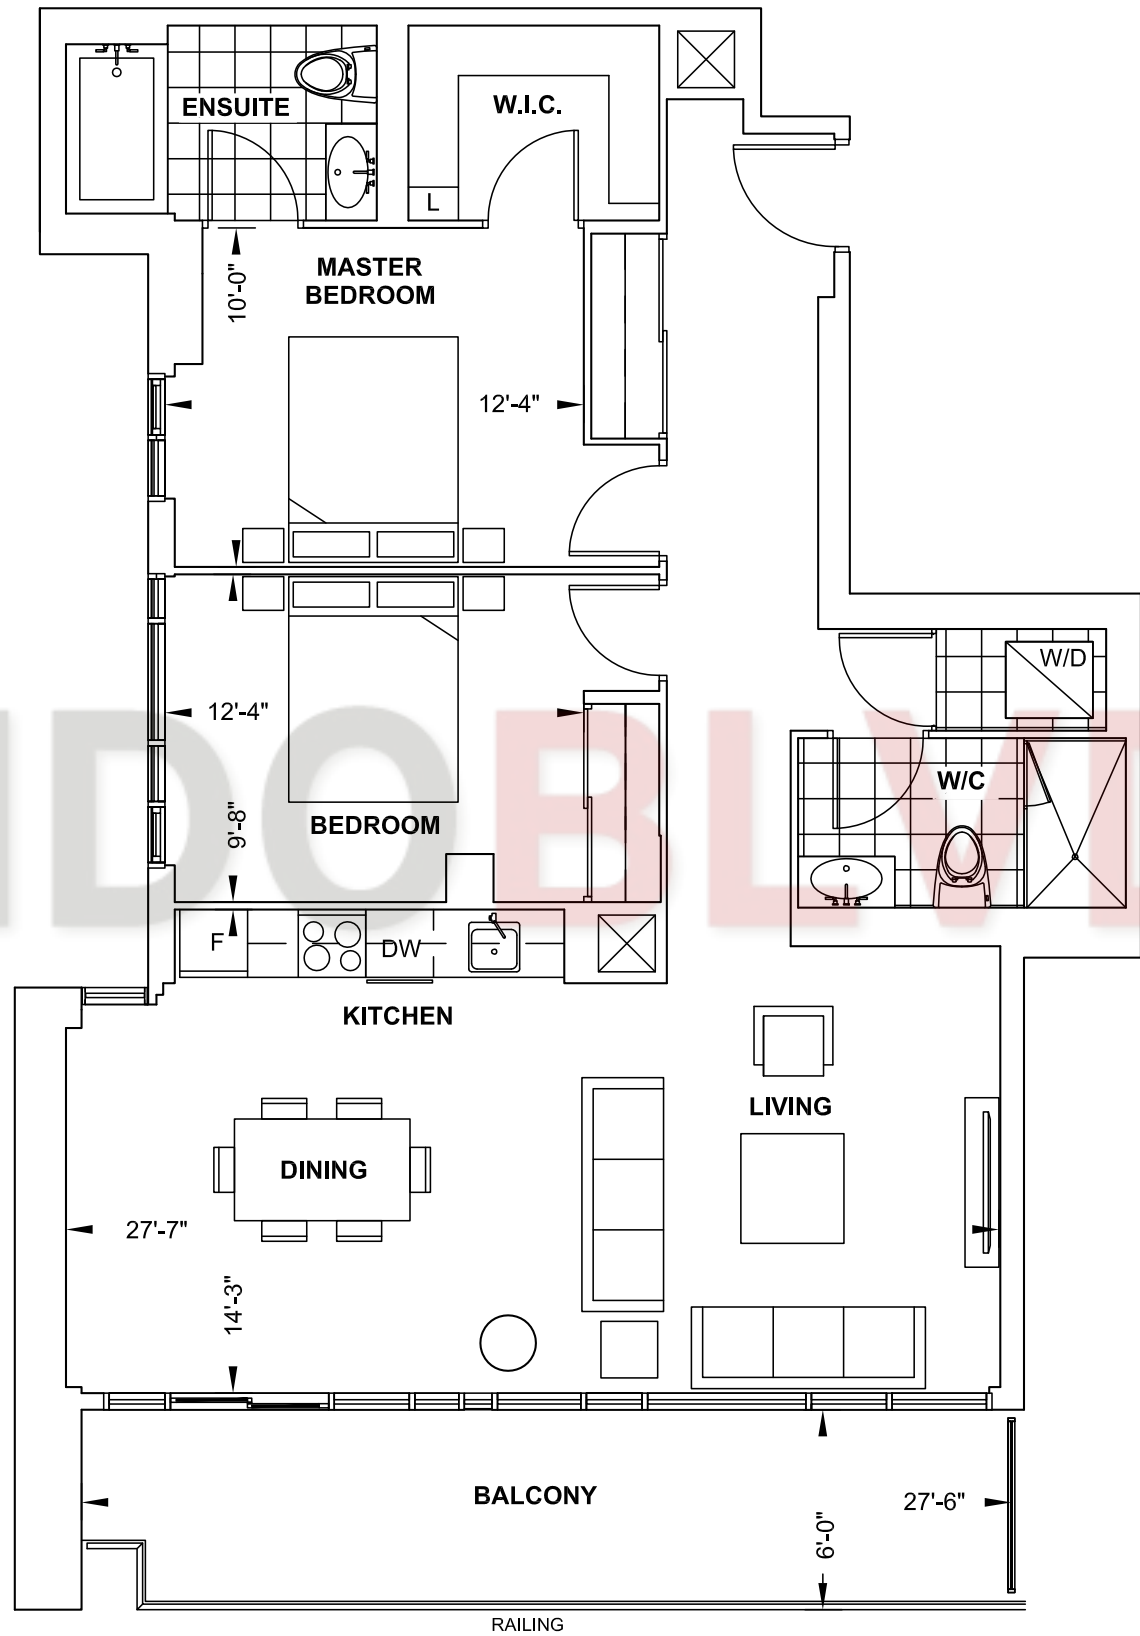 ENSUITE
W.I.C.
L
MASTER
BEDROOM
10'-0"
12'-4"
W/D
12'-4"
W/C
9'-8"
BEDROOM
F
DW
KITCHEN
LIVING
DINING
27'-7"
14'-3"
BALCONY
27'-6"
6'-0"
RAILING